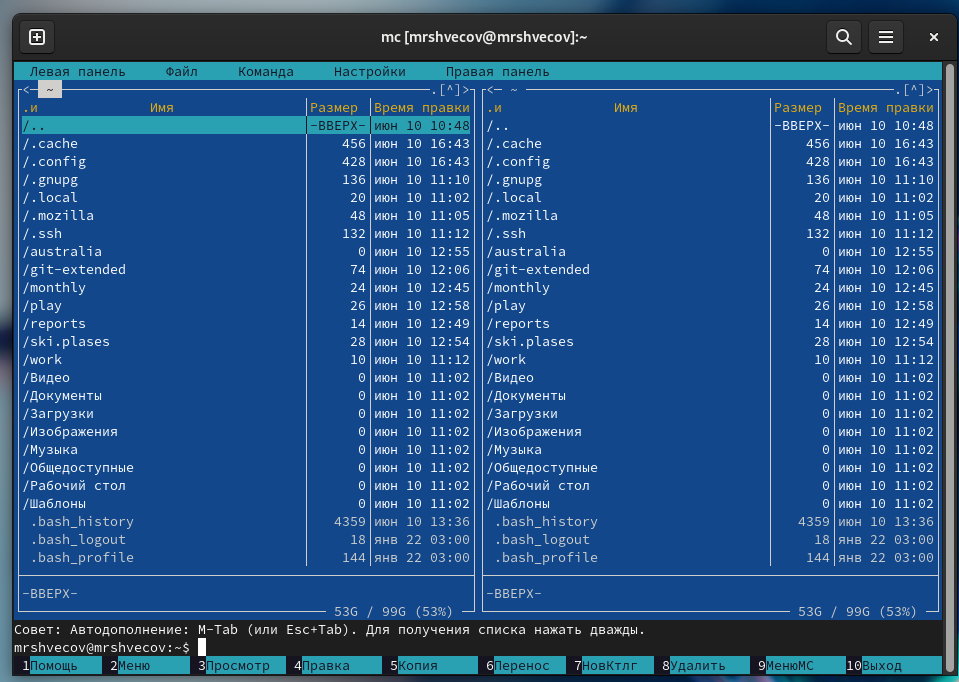 mc [mrshvecov@mrshvecov]:~
Левая панель Файл Команда Настройки Правая панель
<─ ~ .[^]> <─ ~ .[^]>
.и Имя Размер Время правки .и Имя Размер Время правки
/.. -ВВЕРХ- июн 10 10:48 /.. -ВВЕРХ- июн 10 10:48
/.cache 456 июн 10 16:43 /.cache 456 июн 10 16:43
/.config 428 июн 10 16:43 /.config 428 июн 10 16:43
/.gnupg 136 июн 10 11:10 /.gnupg 136 июн 10 11:10
/.local 20 июн 10 11:02 /.local 20 июн 10 11:02
/.mozilla 48 июн 10 11:05 /.mozilla 48 июн 10 11:05
/.ssh 132 июн 10 11:12 /.ssh 132 июн 10 11:12
/australia 0 июн 10 12:55 /australia 0 июн 10 12:55
/git-extended 74 июн 10 12:06 /git-extended 74 июн 10 12:06
/monthly 24 июн 10 12:45 /monthly 24 июн 10 12:45
/play 26 июн 10 12:58 /play 26 июн 10 12:58
/reports 14 июн 10 12:49 /reports 14 июн 10 12:49
/ski.plases 28 июн 10 12:54 /ski.plases 28 июн 10 12:54
/work 10 июн 10 11:12 /work 10 июн 10 11:12
/Видео 0 июн 10 11:02 /Видео 0 июн 10 11:02
/Документы 0 июн 10 11:02 /Документы 0 июн 10 11:02
/Загрузки 0 июн 10 11:02 /Загрузки 0 июн 10 11:02
/Изображения 0 июн 10 11:02 /Изображения 0 июн 10 11:02
/Музыка 0 июн 10 11:02 /Музыка 0 июн 10 11:02
/Общедоступные 0 июн 10 11:02 /Общедоступные 0 июн 10 11:02
/Рабочий стол 0 июн 10 11:02 /Рабочий стол 0 июн 10 11:02
/Шаблоны 0 июн 10 11:02 /Шаблоны 0 июн 10 11:02
.bash_history 4359 июн 10 13:36 .bash_history 4359 июн 10 13:36
.bash_logout 18 янв 22 03:00 .bash_logout 18 янв 22 03:00
.bash_profile 144 янв 22 03:00 .bash_profile 144 янв 22 03:00
-ВВЕРХ- -ВВЕРХ-
53G / 99G (53%) 53G / 99G (53%)
Совет: Автодополнение: M-Tab (или Esc+Tab). Для получения списка нажать дважды.
mrshvecov@mrshvecov:~$
1Помощь 2Меню 3Просмотр 4Правка 5Копия 6Перенос 7НовКтлг 8Удалить 9МенюMC 10Выход